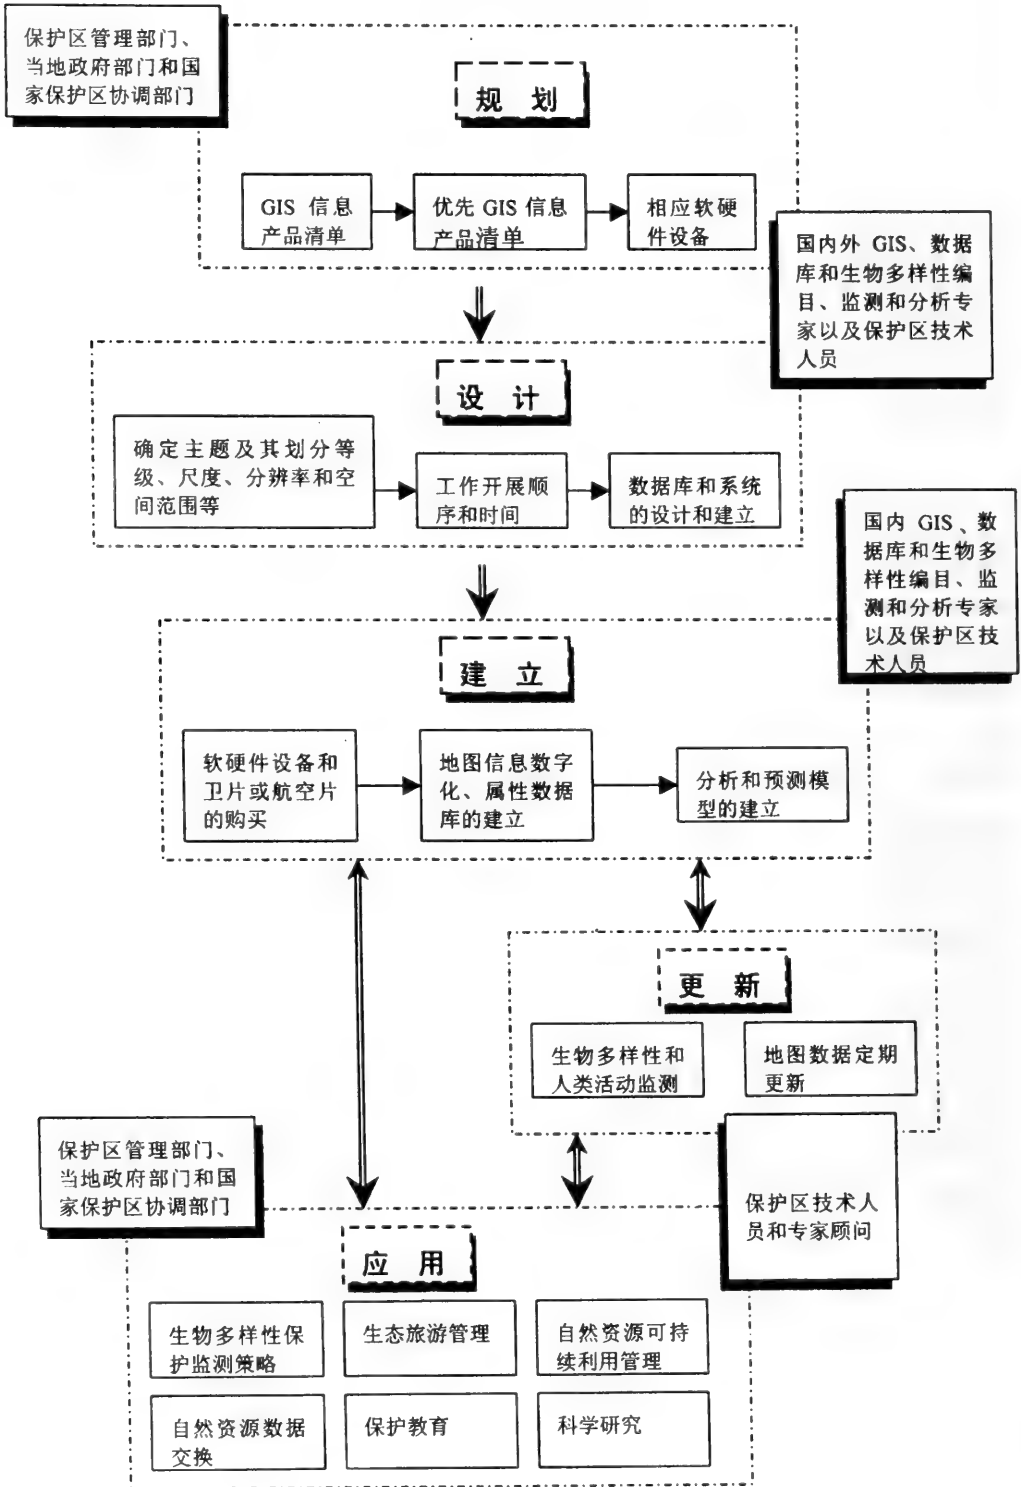 保护区管理部门、
当地政府部门和国
家保护区协调部门
规 划
GIS 信息
产品清单
优先 GIS 信息
产品清单
相应软硬
件设备
国内外 GIS、数据
库和生物多样性编
目、监测和分析专
家以及保护区技术
人员
设 计
确定主题及其划分等
级、尺度、分辨率和空
间范围等
工作开展顺
序和时间
数据库和系统
的设计和建立
国内 GIS、数
据库和生物多
样性编目、监
测和分析专家
以及保护区技
术人员
建 立
软硬件设备和
卫片或航空片
的购买
地图信息数字
化、属性数据
库的建立
分析和预测模
型的建立
更 新
生物多样性和
人类活动监测
地图数据定期
更新
保护区管理部门、
当地政府部门和国
家保护区协调部门
保护区技术人
员和专家顾问
应 用
生物多样性保
护监测策略
生态旅游管理
自然资源可持
续利用管理
自然资源数据
交换
保护教育
科学研究